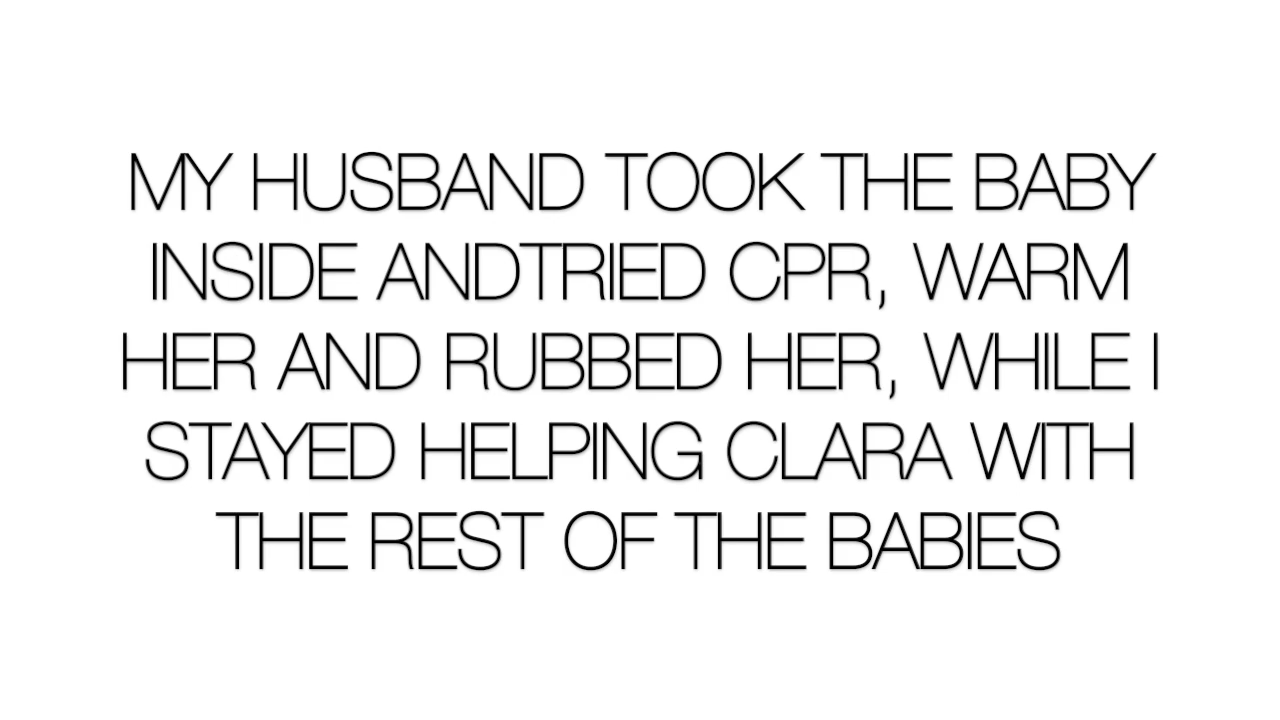 MY HUSBAND TOOK THE BABY
INSIDE ANDTRIED CPR, WARM
HER AND RUBBED HER, WHILE I
STAYED HELPING CLARA WITH
THE REST OF THE BABIES